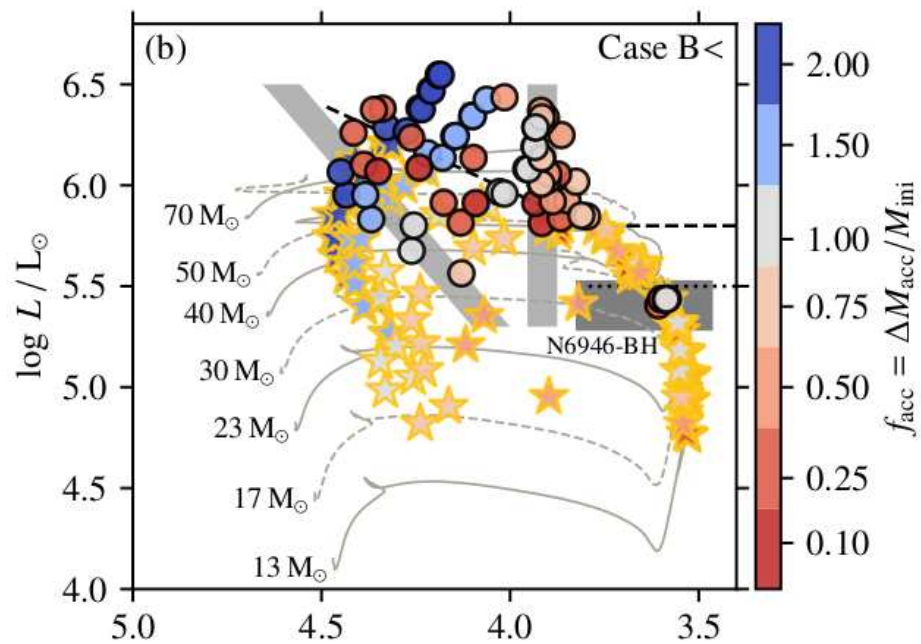 (b)
Case B<
log L / L⊙
6.5
6.0
5.5
5.0
4.5
4.0
70 M⊙
50 M⊙
40 M⊙
30 M⊙
23 M⊙
17 M⊙
13 M⊙
N6946-BH
5.0 4.5 4.0 3.5
2.00
1.50
1.00
0.75
0.50
0.25
0.10
f_acc = ΔM_acc/M_ini